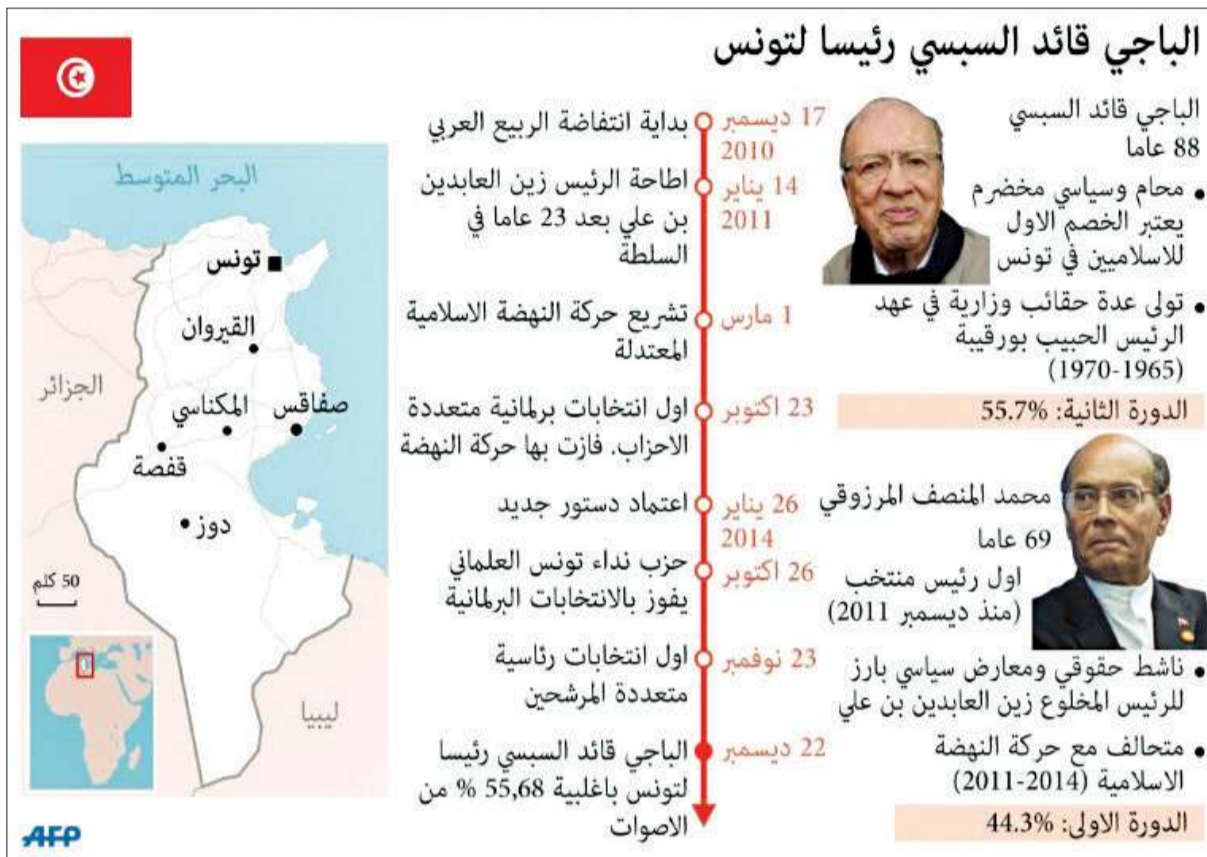 الباجي قائد السبسي رئيسا لتونس
الباجي قائد السبسي
88 عاما
• محام وسياسي مخضرم
يعتبر الخصم الاول
للاسلاميين في تونس
• تولى عدة حقائب وزارية في عهد
الرئيس الحبيب بورقيبة
(1965-1970)
الدورة الثانية: 55.7%
محمد المنصف المرزوقي
69 عاما
اول رئيس منتخب
(منذ ديسمبر 2011)
• ناشط حقوقي ومعارض سياسي بارز
للرئيس المخلوع زين العابدين بن علي
• متحالف مع حركة النهضة
الاسلامية (2011-2014)
الدورة الاولى: 44.3%
17 ديسمبر
2010
بداية انتفاضة الربيع العربي
14 يناير
2011
اطاحة الرئيس زين العابدين
بن علي بعد 23 عاما في
السلطة
1 مارس
تشريع حركة النهضة الاسلامية
المعتدلة
23 اكتوبر
اول انتخابات برلمانية متعددة
الاحزاب. فازت بها حركة النهضة
26 يناير
2014
اعتماد دستور جديد
26 اكتوبر
حزب نداء تونس العلماني
يفوز بالانتخابات البرلمانية
23 نوفمبر
اول انتخابات رئاسية
متعددة المرشحين
22 ديسمبر
الباجي قائد السبسي رئيسا
لتونس باغلبية 55,68 % من
الاصوات
البحر المتوسط
تونس
القيروان
الجزائر
صفاقس
المكناسي
قفصة
دوز
50 كلم
ليبيا
AFP